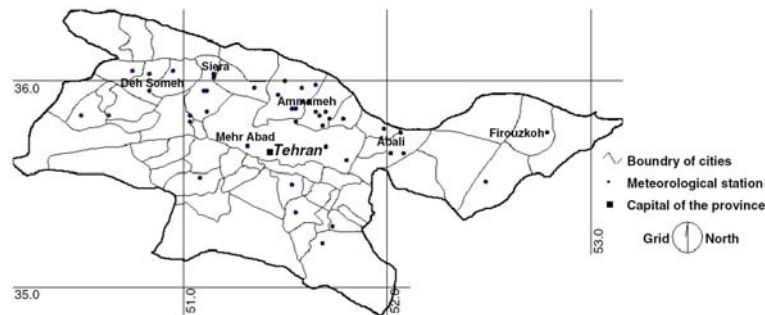 36.0
Siera
Deh Someh
Ammameh
Mehr Abad
Tehran
Abali
Firouzkoh
Boundry of cities
Meteorological station
Capital of the province
Grid North
35.0
51.0
52.0
53.0